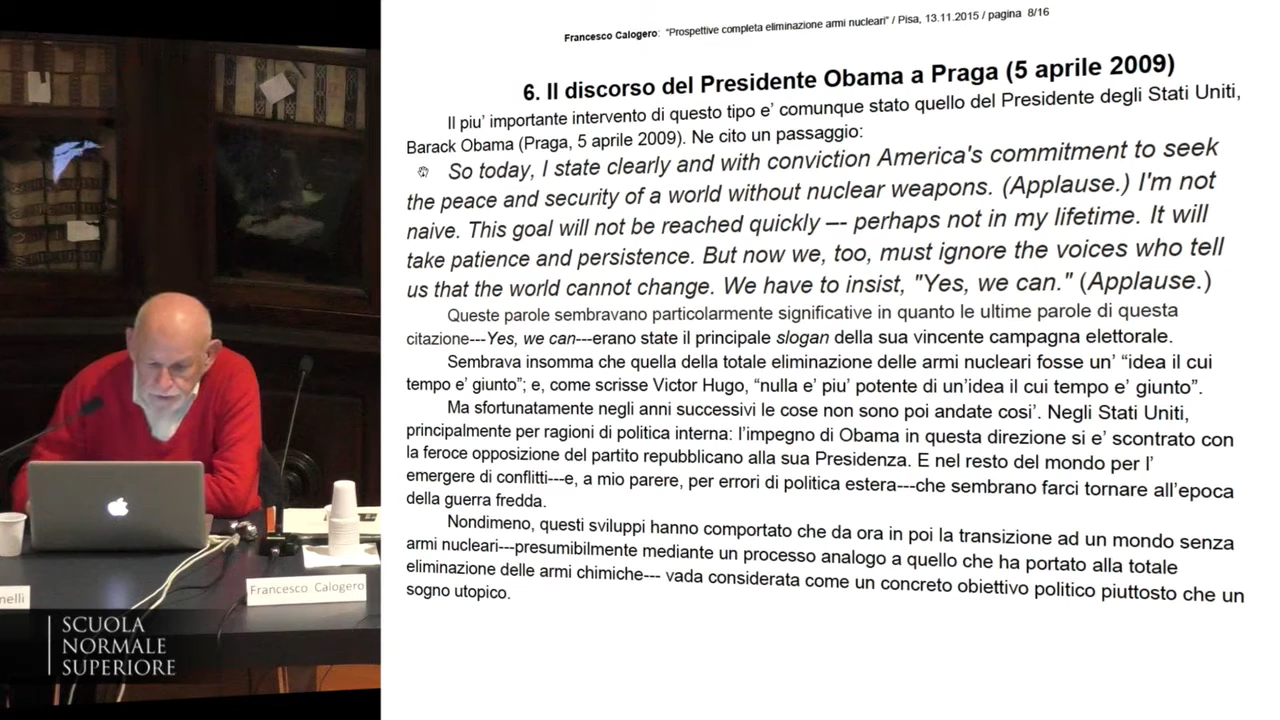 Francesco Calogero: "Prospettive completa eliminazione armi nucleari" / Pisa, 13.11.2015 / pagina 8/16
6. Il discorso del Presidente Obama a Praga (5 aprile 2009)
Il piu' importante intervento di questo tipo e' comunque stato quello del Presidente degli Stati Uniti,
Barack Obama (Praga, 5 aprile 2009). Ne cito un passaggio:
So today, I state clearly and with conviction America's commitment to seek
the peace and security of a world without nuclear weapons. (Applause.) I'm not
naive. This goal will not be reached quickly –- perhaps not in my lifetime. It will
take patience and persistence. But now we, too, must ignore the voices who tell
us that the world cannot change. We have to insist, "Yes, we can." (Applause.)
Queste parole sembravano particolarmente significative in quanto le ultime parole di questa
citazione---Yes, we can---erano state il principale slogan della sua vincente campagna elettorale.
Sembrava insomma che quella della totale eliminazione delle armi nucleari fosse un' "idea il cui
tempo e' giunto"; e, come scrisse Victor Hugo, "nulla e' piu' potente di un'idea il cui tempo e' giunto".
Ma sfortunatamente negli anni successivi le cose non sono poi andate cosi'. Negli Stati Uniti,
principalmente per ragioni di politica interna: l'impegno di Obama in questa direzione si e' scontrato con
la feroce opposizione del partito repubblicano alla sua Presidenza. E nel resto del mondo per l'
emergere di conflitti---e, a mio parere, per errori di politica estera---che sembrano farci tornare all'epoca
della guerra fredda.
Nondimeno, questi sviluppi hanno comportato che da ora in poi la transizione ad un mondo senza
armi nucleari---presumibilmente mediante un processo analogo a quello che ha portato alla totale
eliminazione delle armi chimiche--- vada considerata come un concreto obiettivo politico piuttosto che un
sogno utopico.
nelli
Francesco Calogero
SCUOLA
NORMALE
SUPERIORE